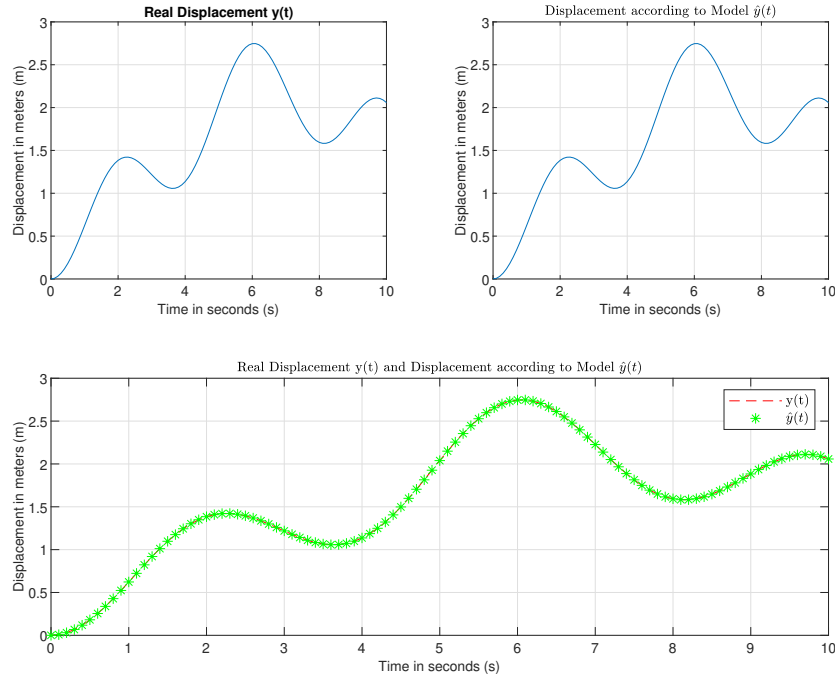 Real Displacement y(t)
Displacement in meters (m)
3
2.5
2
1.5
1
0.5
0
0 2 4 6 8 10
Time in seconds (s)
Displacement according to Model ŷ(t)
Displacement in meters (m)
3
2.5
2
1.5
1
0.5
0
0 2 4 6 8 10
Time in seconds (s)
Real Displacement y(t) and Displacement according to Model ŷ(t)
Displacement in meters (m)
3
2.5
2
1.5
1
0.5
0
y(t)
ŷ(t)
0 1 2 3 4 5 6 7 8 9 10
Time in seconds (s)